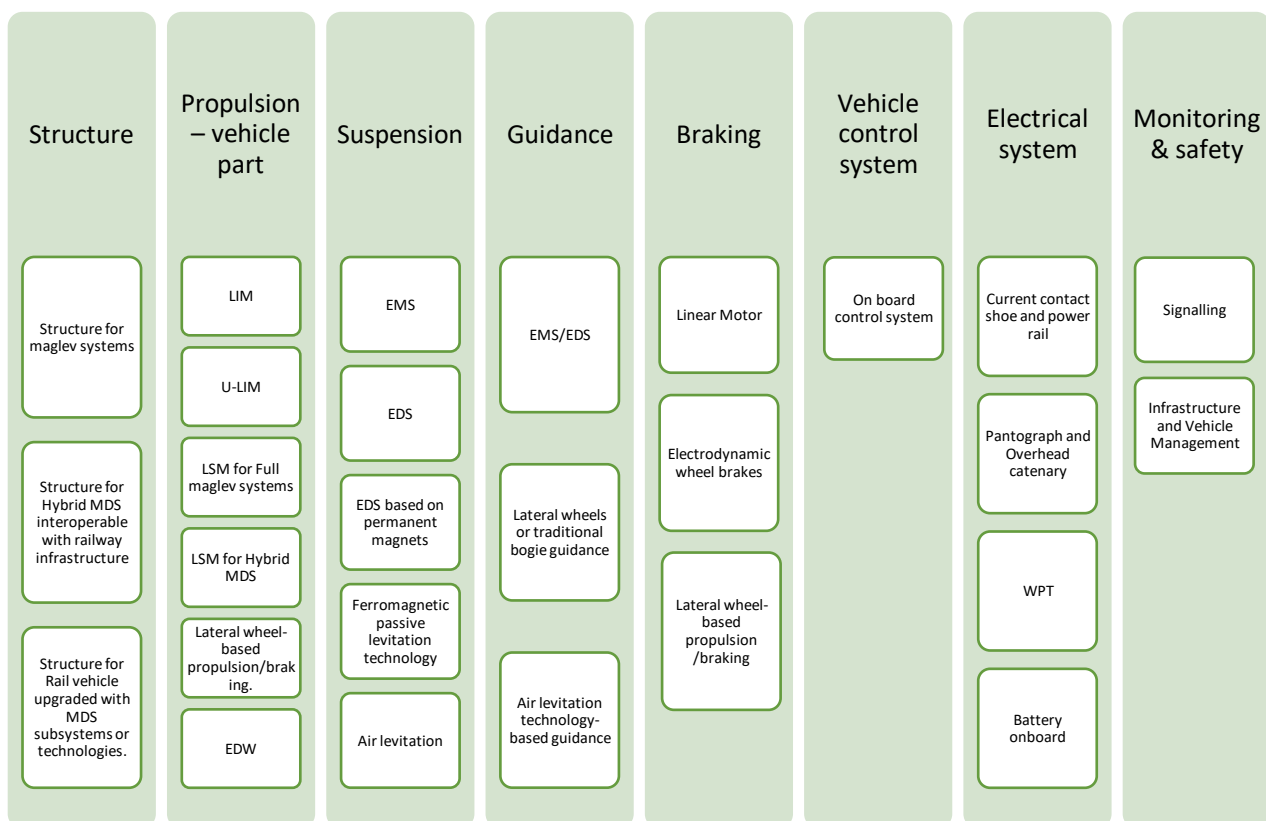 Structure
Structure for
maglev systems
Structure for
Hybrid MDS
interoperable
with railway
infrastructure
Structure for
Rail vehicle
upgraded with
MDS
subsystems or
technologies.
Propulsion
– vehicle
part
LIM
U-LIM
LSM for Full
maglev systems
LSM for Hybrid
MDS
Lateral wheel-
based
propulsion/brak
ing.
EDW
Suspension
EMS
EDS
EDS based on
permanent
magnets
Ferromagnetic
passive
levitation
technology
Air levitation
Guidance
EMS/EDS
Lateral wheels
or traditional
bogie guidance
Air levitation
technology-
based guidance
Braking
Linear Motor
Electrodynamic
wheel brakes
Lateral wheel-
based
propulsion
/braking
Vehicle
control
system
On board
control system
Electrical
system
Current contact
shoe and power
rail
Pantograph and
Overhead
catenary
WPT
Battery
onboard
Monitoring
& safety
Signalling
Infrastructure
and Vehicle
Management